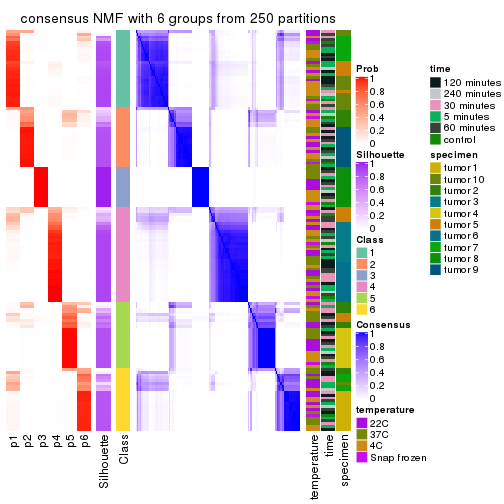 consensus NMF with 6 groups from 250 partitions
Prob
1
0.8
0.6
0.4
0.2
0
Silhouette
1
0.8
0.6
0.4
0.2
0
Class
1
2
3
4
5
6
Consensus
1
0.8
0.6
0.4
0.2
0
temperature
22C
37C
4C
Snap frozen
time
120 minutes
240 minutes
30 minutes
5 minutes
60 minutes
control
specimen
tumor 1
tumor 10
tumor 2
tumor 3
tumor 4
tumor 5
tumor 6
tumor 7
tumor 8
tumor 9
p1
p2
p3
p4
p5
p6
Silhouette
Class
temperature
time
specimen